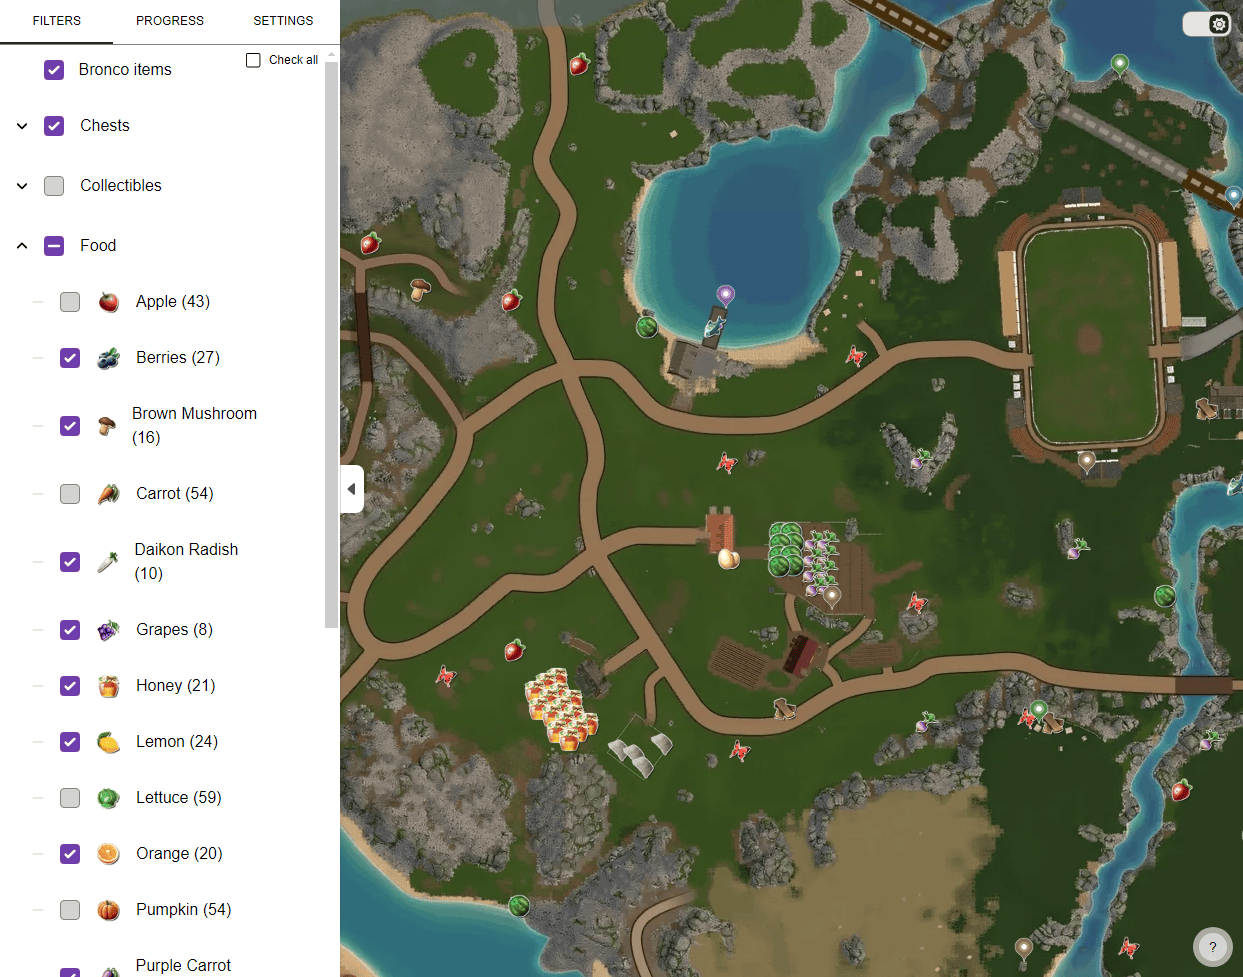 FILTERS
PROGRESS
SETTINGS
Check all
Bronco items
Chests
Collectibles
Food
Apple (43)
Berries (27)
Brown Mushroom
(16)
Carrot (54)
Daikon Radish
(10)
Grapes (8)
Honey (21)
Lemon (24)
Lettuce (59)
Orange (20)
Pumpkin (54)
Purple Carrot
?